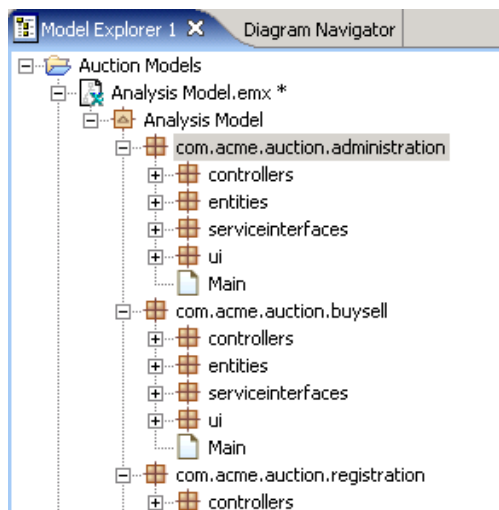 Model Explorer 1 Diagram Navigator
Auction Models
Analysis Model.emx *
Analysis Model
com.acme.auction.administration
controllers
entities
serviceinterfaces
ui
Main
com.acme.auction.buysell
controllers
entities
serviceinterfaces
ui
Main
com.acme.auction.registration
controllers